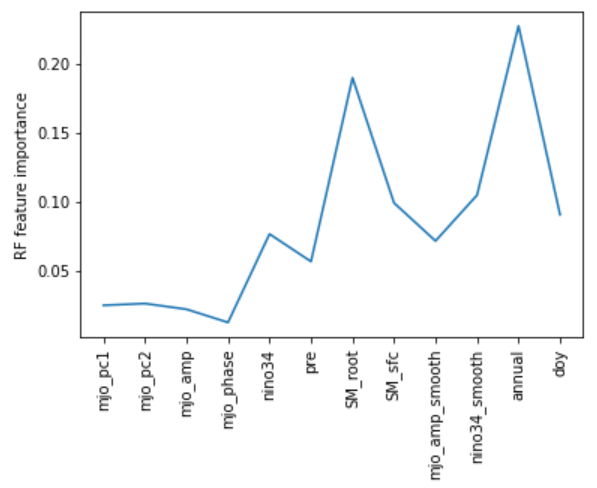 RF feature importance
0.20
0.15
0.10
0.05
mjo_pc1
mjo_pc2
mjo_amp
mjo_phase
nino34
pre
SM_root
SM_sfc
mjo_amp_smooth
nino34_smooth
annual
doy